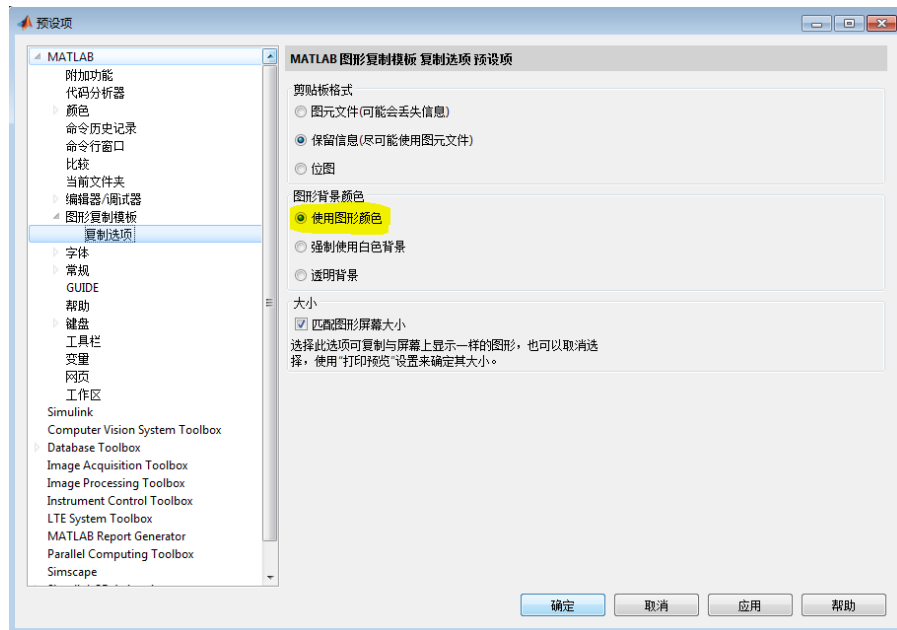 预设项
MATLAB
附加功能
代码分析器
颜色
命令历史记录
命令行窗口
比较
当前文件夹
编辑器/调试器
图形复制模板
复制选项
字体
常规
GUIDE
帮助
键盘
工具栏
变量
网页
工作区
Simulink
Computer Vision System Toolbox
Database Toolbox
Image Acquisition Toolbox
Image Processing Toolbox
Instrument Control Toolbox
LTE System Toolbox
MATLAB Report Generator
Parallel Computing Toolbox
Simscape
MATLAB 图形复制模板 复制选项 预设项
剪贴板格式
图元文件(可能会丢失信息)
保留信息(尽可能使用图元文件)
位图
图形背景颜色
使用图形颜色
强制使用白色背景
透明背景
大小
匹配图形屏幕大小
选择此选项可复制与屏幕上显示一样的图形，也可以取消选
择，使用“打印预览”设置来确定其大小。
确定
取消
应用
帮助